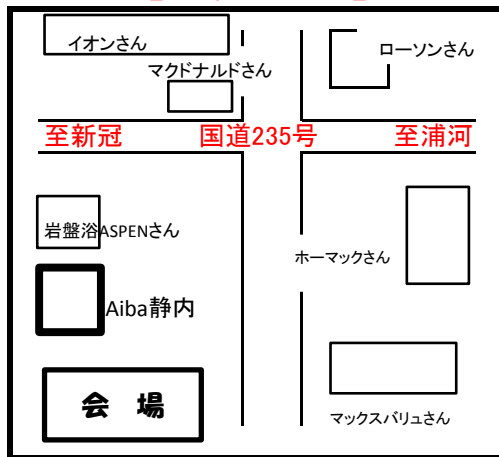 イオンさん
ローソンさん
マクドナルドさん
至新冠 国道235号 至浦河
岩盤浴ASPENさん
ホーマックさん
Aiba静内
会 場
マックスバリュさん